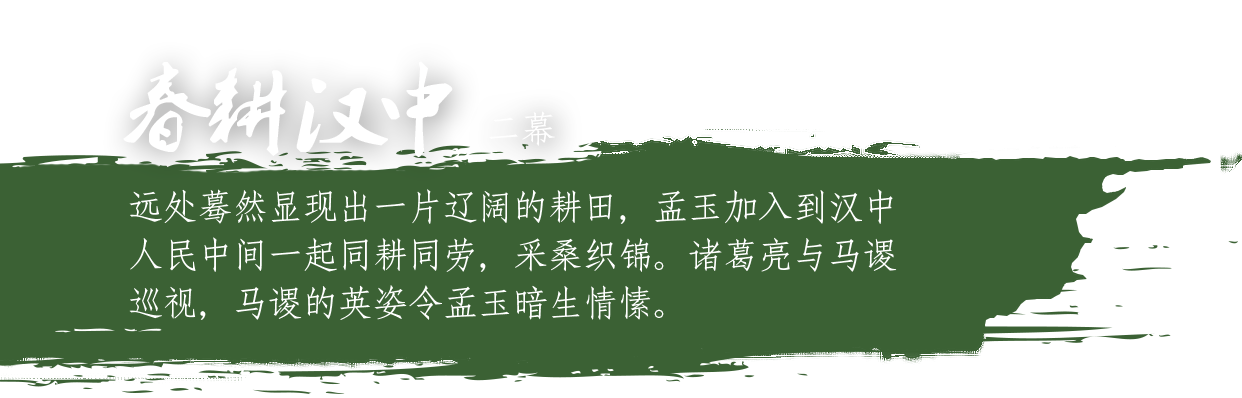 春耕汉中 二幕
远处蓦然显现出一片辽阔的耕田，孟玉加入到汉中
人民中间一起同耕同劳，采桑织锦。诸葛亮与马谡
巡视，马谡的英姿令孟玉暗生情愫。